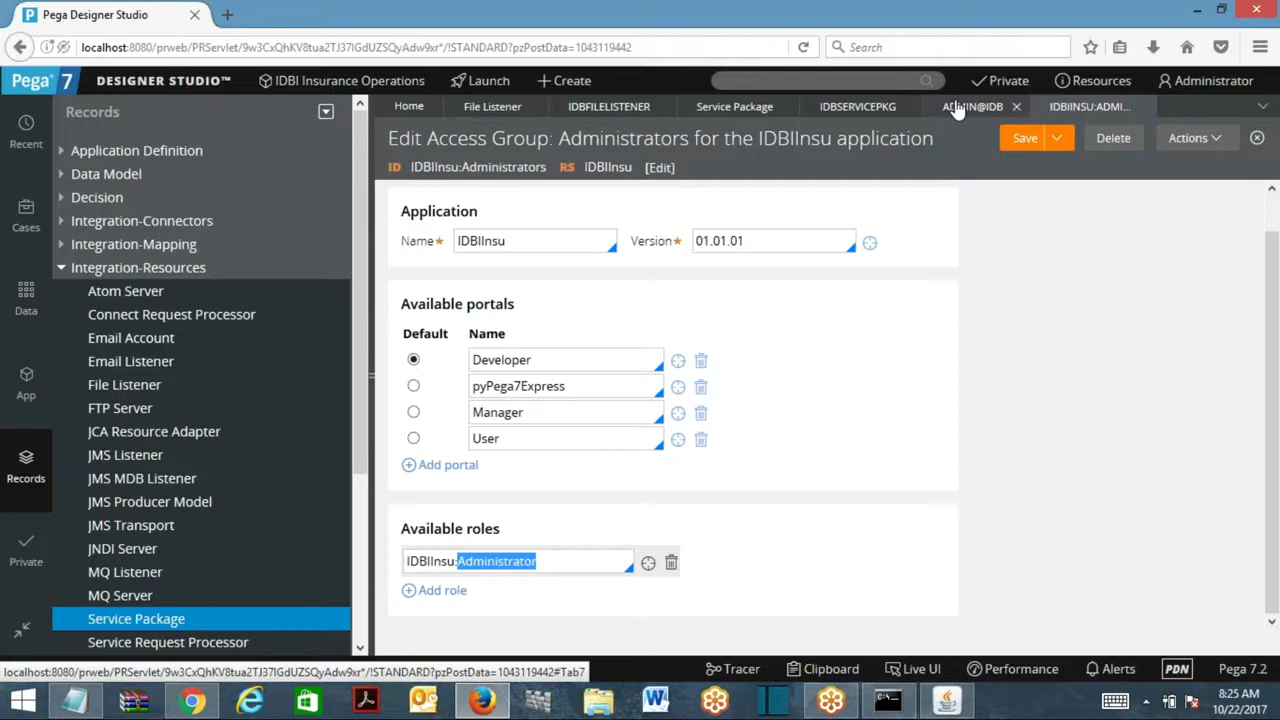 Pega Designer Studio
localhost:8080/prweb/PRServlet/9w3CxQhKV8tua2TJ37IGdUZSQyAdw9xr*/!STANDARD?pzPostData=1043119442
Search
Pega 7 DESIGNER STUDIO™ IDBI Insurance Operations Launch Create Private Resources Administrator
Records
Home File Listener IDBFILELISTENER Service Package IDBSERVICEPKG ADMIN@IDB IDBIINSU:ADMI...
Edit Access Group: Administrators for the IDBIInsu application
Save Delete Actions
ID IDBIInsu:Administrators RS IDBIInsu [Edit]
Recent
Cases
Data
App
Records
Private
Application Definition
Data Model
Decision
Integration-Connectors
Integration-Mapping
Integration-Resources
Atom Server
Connect Request Processor
Email Account
Email Listener
File Listener
FTP Server
JCA Resource Adapter
JMS Listener
JMS MDB Listener
JMS Producer Model
JMS Transport
JNDI Server
MQ Listener
MQ Server
Service Package
Service Request Processor
Application
Name★ IDBIInsu Version★ 01.01.01
Available portals
Default Name
Developer
pyPega7Express
Manager
User
Add portal
Available roles
IDBIInsu:Administrator
Add role
localhost:8080/prweb/PRServlet/9w3CxQhKV8tua2TJ37IGdUZSQyAdw9xr*/!STANDARD?pzPostData=1043119442#Tab7
Tracer Clipboard Live UI Performance Alerts PDN Pega 7.2
8:25 AM
10/22/2017